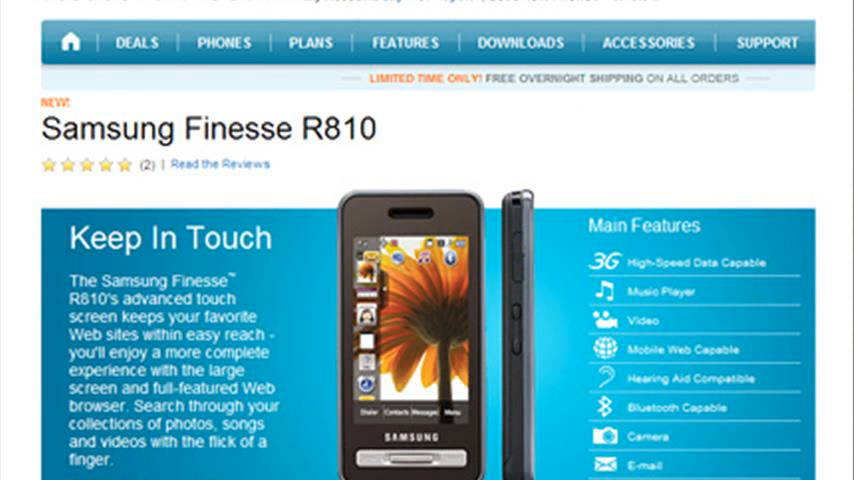 DEALS PHONES PLANS FEATURES DOWNLOADS ACCESSORIES SUPPORT
LIMITED TIME ONLY! FREE OVERNIGHT SHIPPING ON ALL ORDERS
NEW!
Samsung Finesse R810
(2) | Read the Reviews
Keep In Touch
The Samsung Finesse™
R810's advanced touch
screen keeps your favorite
Web sites within easy reach -
you'll enjoy a more complete
experience with the large
screen and full-featured Web
browser. Search through your
collections of photos, songs
and videos with the flick of a
finger.
Dialer Contacts Messages Menu
SAMSUNG
Main Features
3G High-Speed Data Capable
Music Player
Video
Mobile Web Capable
Hearing Aid Compatible
Bluetooth Capable
Camera
E-mail